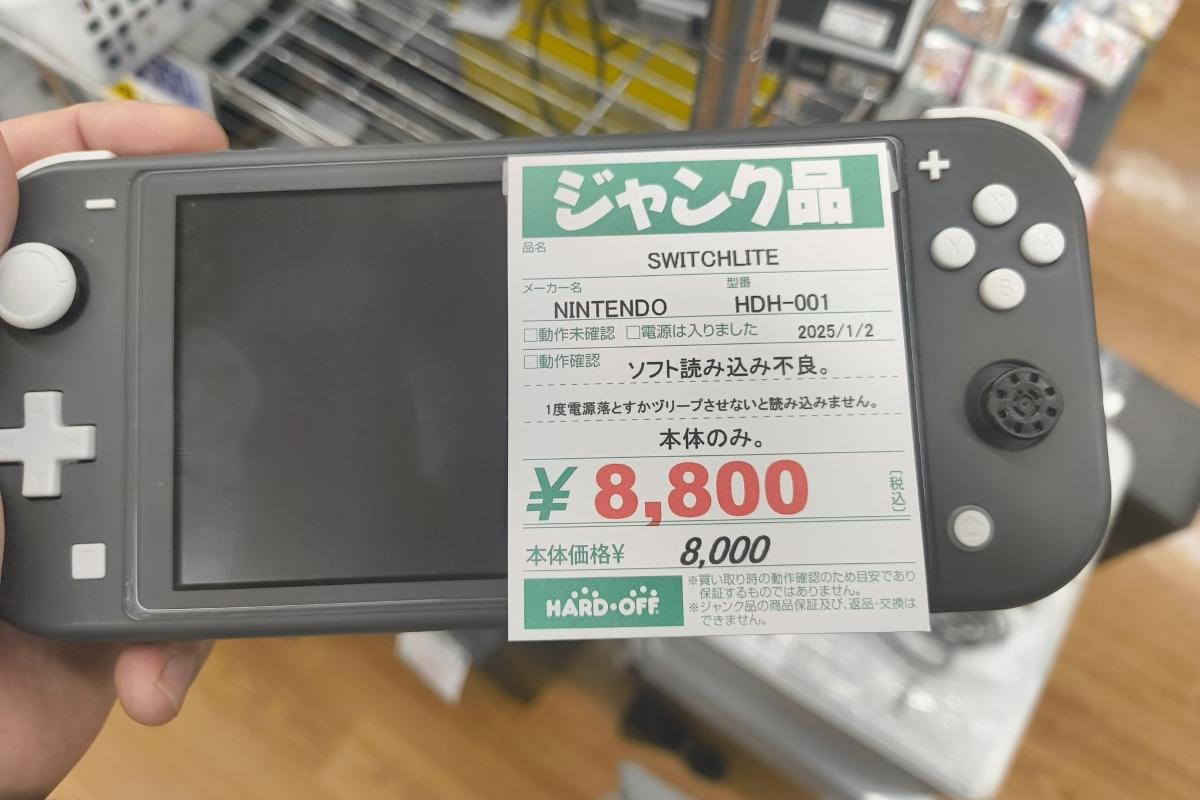 ジャンク品
品名
SWITCHLITE
メーカー名 型番
NINTENDO HDH-001
□動作未確認 □電源は入りました 2025/1/2
□動作確認 ソフト読み込み不良。
1度電源落とすかヅリープさせないと読み込みません。
本体のみ。
¥8,800 〔税込〕
本体価格¥ 8,000
HARD・OFF
※買い取り時の動作確認のため目安であり
保証するものではありません。
※ジャンク品の商品保証及び、返品・交換は
できません。
X
Y A
B